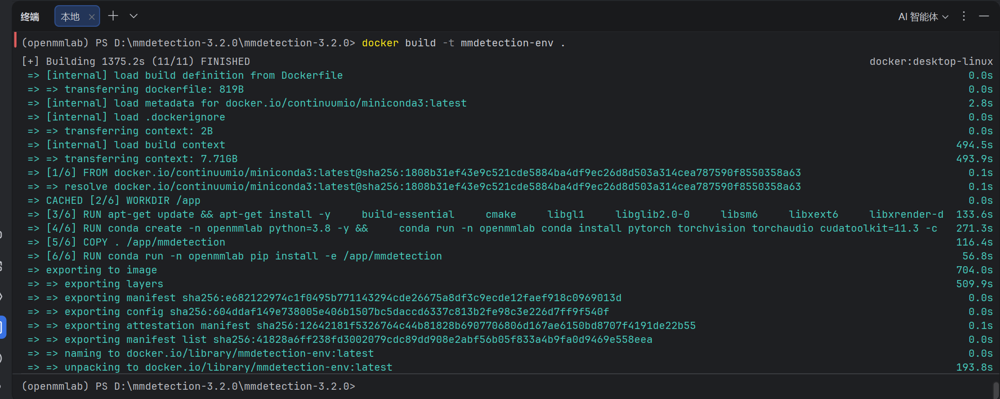 终端 本地 × + AI 智能体
(openmmlab) PS D:\mmdetection-3.2.0\mmdetection-3.2.0> docker build -t mmdetection-env .
[+] Building 1375.2s (11/11) FINISHED docker:desktop-linux
=> [internal] load build definition from Dockerfile 0.0s
=> => transferring dockerfile: 819B 0.0s
=> [internal] load metadata for docker.io/continuumio/miniconda3:latest 2.8s
=> [internal] load .dockerignore 0.0s
=> => transferring context: 2B 0.0s
=> [internal] load build context 494.5s
=> => transferring context: 7.71GB 493.9s
=> [1/6] FROM docker.io/continuumio/miniconda3:latest@sha256:1808b31ef43e9c521cde5884ba4df9ec26d8d503a314cea787590f8550358a63 0.1s
=> => resolve docker.io/continuumio/miniconda3:latest@sha256:1808b31ef43e9c521cde5884ba4df9ec26d8d503a314cea787590f8550358a63 0.1s
=> CACHED [2/6] WORKDIR /app 0.0s
=> [3/6] RUN apt-get update && apt-get install -y build-essential cmake libgl1 libglib2.0-0 libsm6 libxext6 libxrender-d 133.6s
=> [4/6] RUN conda create -n openmmlab python=3.8 -y && conda run -n openmmlab conda install pytorch torchvision torchaudio cudatoolkit=11.3 -c 271.3s
=> [5/6] COPY . /app/mmdetection 116.4s
=> [6/6] RUN conda run -n openmmlab pip install -e /app/mmdetection 56.8s
=> exporting to image 704.0s
=> => exporting layers 509.9s
=> => exporting manifest sha256:e682122974c1f0495b771143294cde26675a8df3c9ecde12faef918c0969013d 0.0s
=> => exporting config sha256:604ddaf149e738005e406b1507bc5daccd6337c813b2fe98c3e226d7ff9f540f 0.0s
=> => exporting attestation manifest sha256:12642181f5326764c44b81828b6907706806d167ae6150bd8707f4191de22b55 0.1s
=> => exporting manifest list sha256:41828a6ff238fd3002079cdc89dd908e2abf56b05f833a4b9fa0d9469e558eea 0.0s
=> => naming to docker.io/library/mmdetection-env:latest 0.0s
=> => unpacking to docker.io/library/mmdetection-env:latest 193.8s
(openmmlab) PS D:\mmdetection-3.2.0\mmdetection-3.2.0>